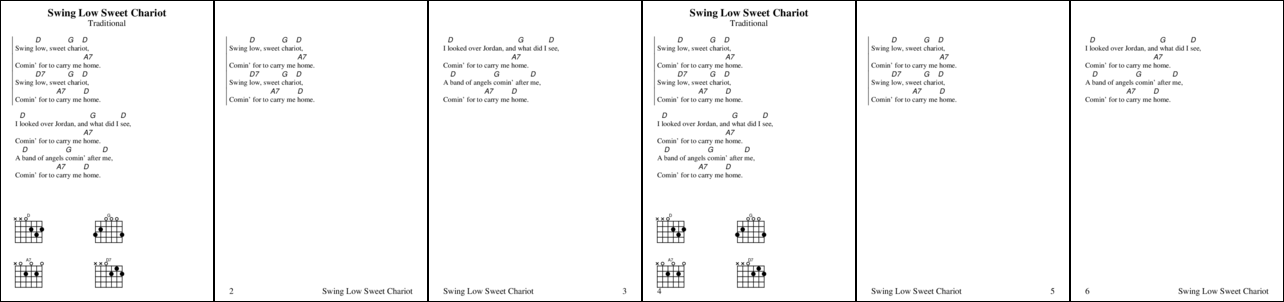 Swing Low Sweet Chariot
Traditional
D G D
Swing low, sweet chariot,
A7
Comin' for to carry me home.
D7 G D
Swing low, sweet chariot,
A7 D
Comin' for to carry me home.
D G D
I looked over Jordan, and what did I see,
A7
Comin' for to carry me home.
D G D
A band of angels comin' after me,
A7 D
Comin' for to carry me home.
D G
A7 D7
D G D
Swing low, sweet chariot,
A7
Comin' for to carry me home.
D7 G D
Swing low, sweet chariot,
A7 D
Comin' for to carry me home.
2 Swing Low Sweet Chariot
D G D
I looked over Jordan, and what did I see,
A7
Comin' for to carry me home.
D G D
A band of angels comin' after me,
A7 D
Comin' for to carry me home.
Swing Low Sweet Chariot 3
Swing Low Sweet Chariot
Traditional
D G D
Swing low, sweet chariot,
A7
Comin' for to carry me home.
D7 G D
Swing low, sweet chariot,
A7 D
Comin' for to carry me home.
D G D
I looked over Jordan, and what did I see,
A7
Comin' for to carry me home.
D G D
A band of angels comin' after me,
A7 D
Comin' for to carry me home.
D G
A7 D7
4
D G D
Swing low, sweet chariot,
A7
Comin' for to carry me home.
D7 G D
Swing low, sweet chariot,
A7 D
Comin' for to carry me home.
Swing Low Sweet Chariot 5
D G D
I looked over Jordan, and what did I see,
A7
Comin' for to carry me home.
D G D
A band of angels comin' after me,
A7 D
Comin' for to carry me home.
6 Swing Low Sweet Chariot